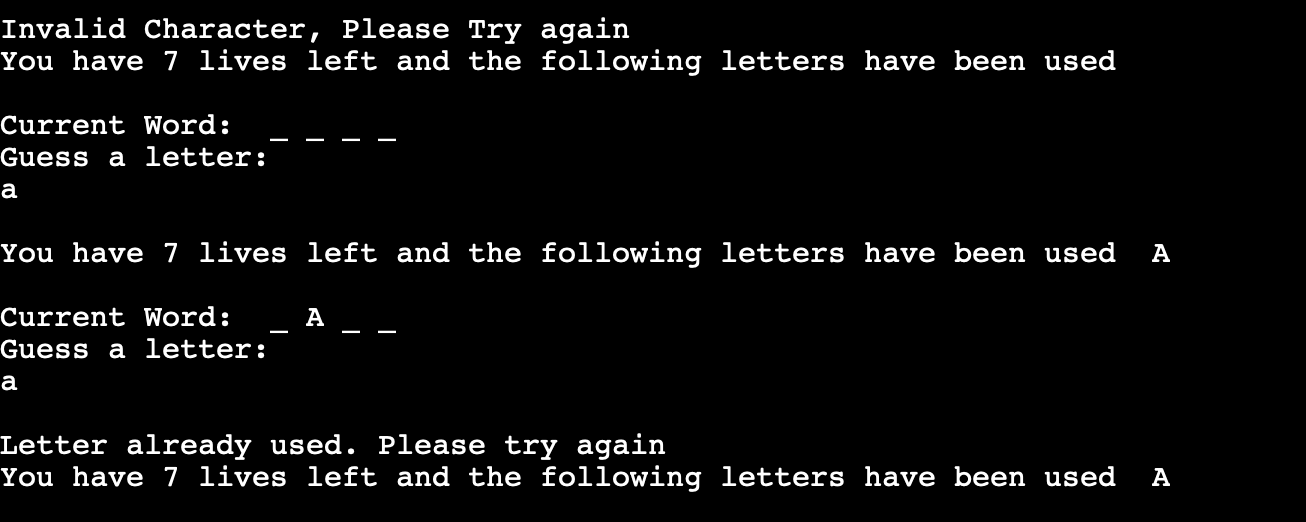 Invalid Character, Please Try again
You have 7 lives left and the following letters have been used
Current Word:  _ _ _ _
Guess a letter:
a
You have 7 lives left and the following letters have been used  A
Current Word:  _ A _ _
Guess a letter:
a
Letter already used. Please try again
You have 7 lives left and the following letters have been used  A